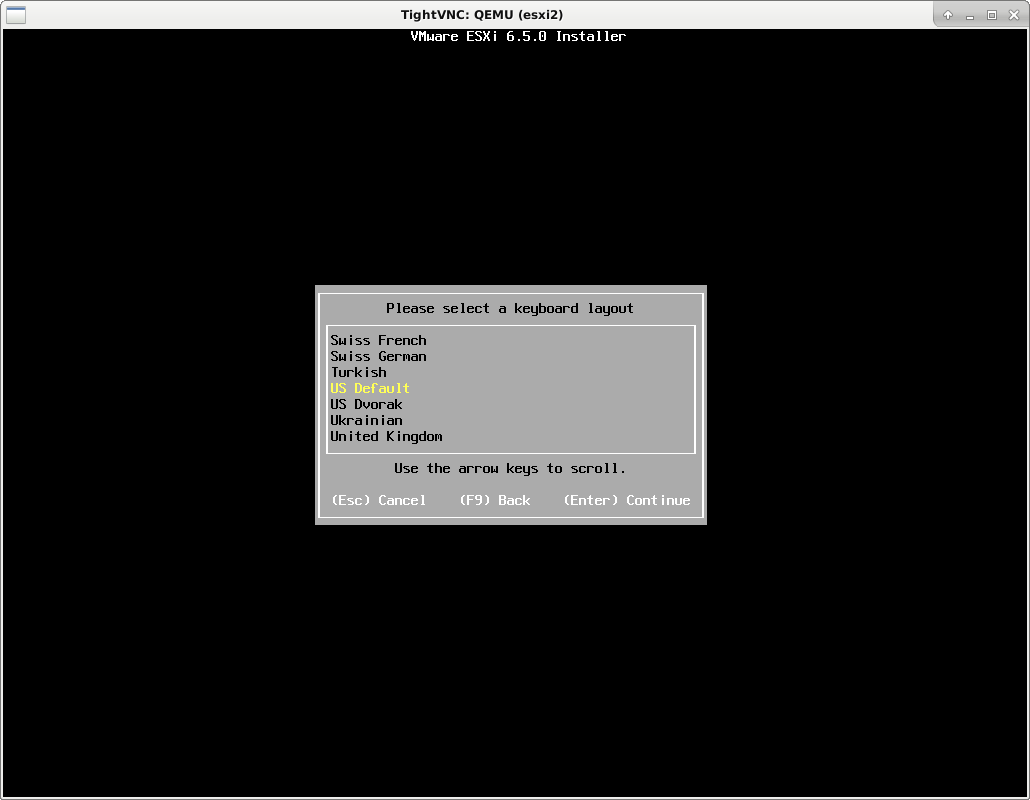 TightVNC: QEMU (esxi2)
VMware ESXi 6.5.0 Installer
Please select a keyboard layout
Swiss French
Swiss German
Turkish
US Default
US Dvorak
Ukrainian
United Kingdom
Use the arrow keys to scroll.
(Esc) Cancel    (F9) Back    (Enter) Continue